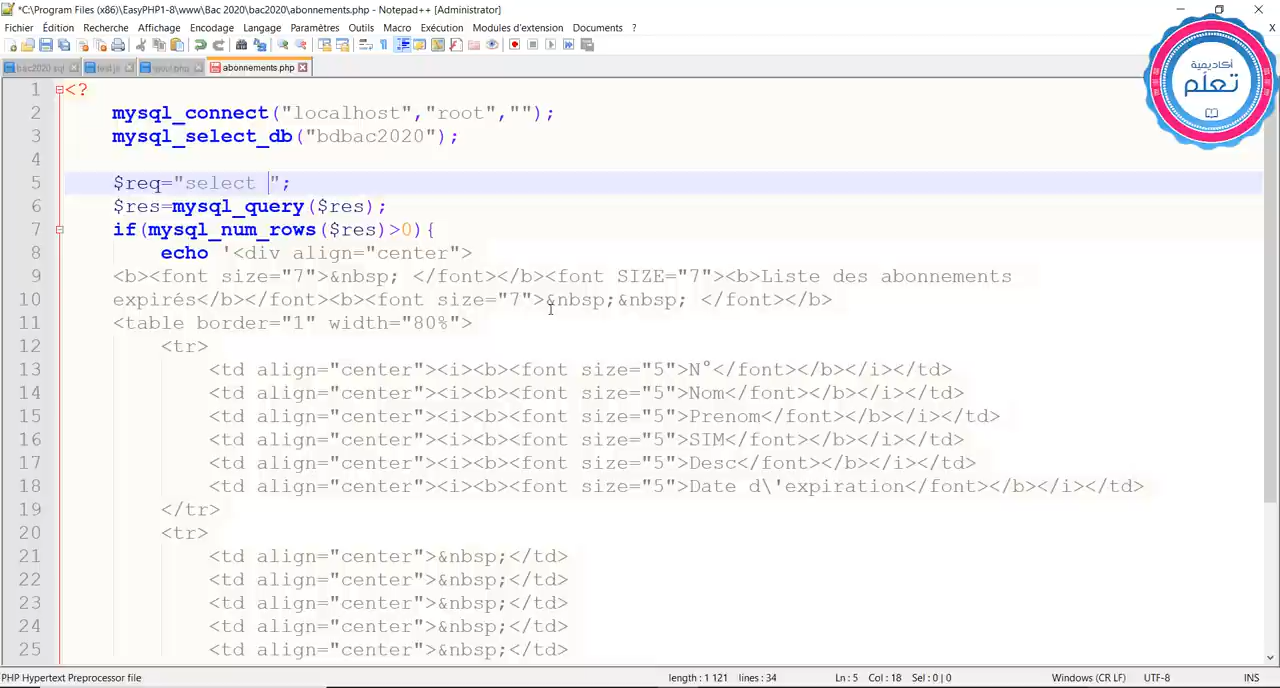 *C:\Program Files (x86)\EasyPHP1-8\www\Bac 2020\bac2020\abonnements.php - Notepad++ [Administrator]
Fichier Édition Recherche Affichage Encodage Langage Paramètres Outils Macro Exécution Modules d'extension Documents ?
X
bac2020.sql test.js ajout.php abonnements.php
أكاديمية
تعلّم
1 <?
2 mysql_connect("localhost","root","");
3 mysql_select_db("bdbac2020");
4
5 $req="select ";
6 $res=mysql_query($res);
7 if(mysql_num_rows($res)>0){
8 echo '<div align="center">
9 <b><font size="7">&nbsp; </font></b><font SIZE="7"><b>Liste des abonnements
10 expirés</b></font><b><font size="7">&nbsp;&nbsp; </font></b>
11 <table border="1" width="80%">
12 <tr>
13 <td align="center"><i><b><font size="5">N°</font></b></i></td>
14 <td align="center"><i><b><font size="5">Nom</font></b></i></td>
15 <td align="center"><i><b><font size="5">Prenom</font></b></i></td>
16 <td align="center"><i><b><font size="5">SIM</font></b></i></td>
17 <td align="center"><i><b><font size="5">Desc</font></b></i></td>
18 <td align="center"><i><b><font size="5">Date d\'expiration</font></b></i></td>
19 </tr>
20 <tr>
21 <td align="center">&nbsp;</td>
22 <td align="center">&nbsp;</td>
23 <td align="center">&nbsp;</td>
24 <td align="center">&nbsp;</td>
25 <td align="center">&nbsp;</td>
PHP Hypertext Preprocessor file length : 1 121 lines : 34 Ln : 5 Col : 18 Sel : 0 | 0 Windows (CR LF) UTF-8 INS